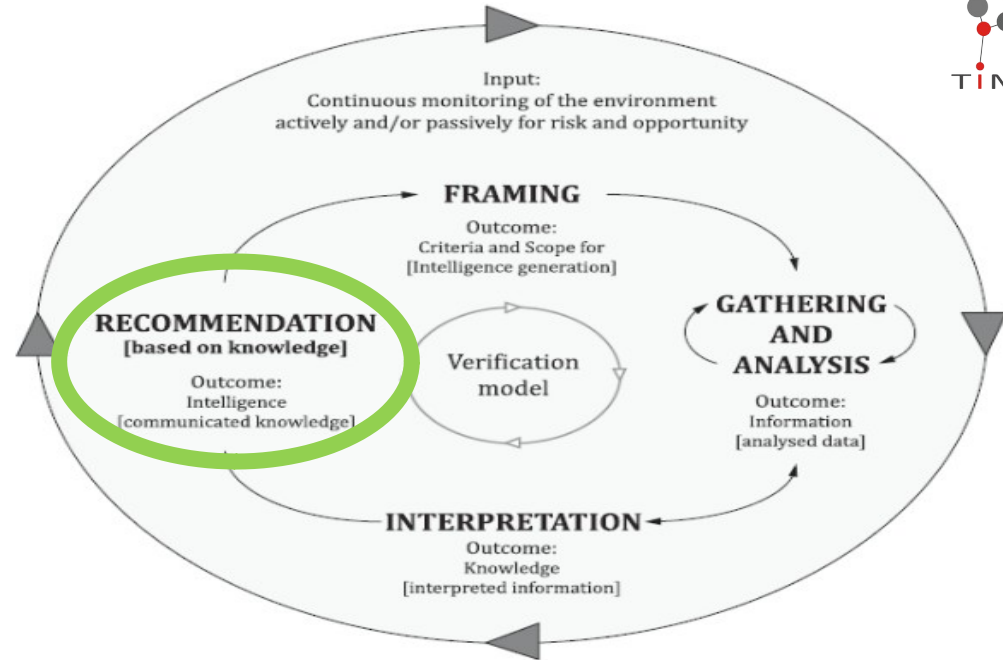 TiN
Input:
Continuous monitoring of the environment
actively and/or passively for risk and opportunity
FRAMING
Outcome:
Criteria and Scope for
[Intelligence generation]
RECOMMENDATION
[based on knowledge]
Outcome:
Intelligence
[communicated knowledge]
Verification
model
GATHERING
AND
ANALYSIS
Outcome:
Information
[analysed data]
INTERPRETATION
Outcome:
Knowledge
[interpreted information]